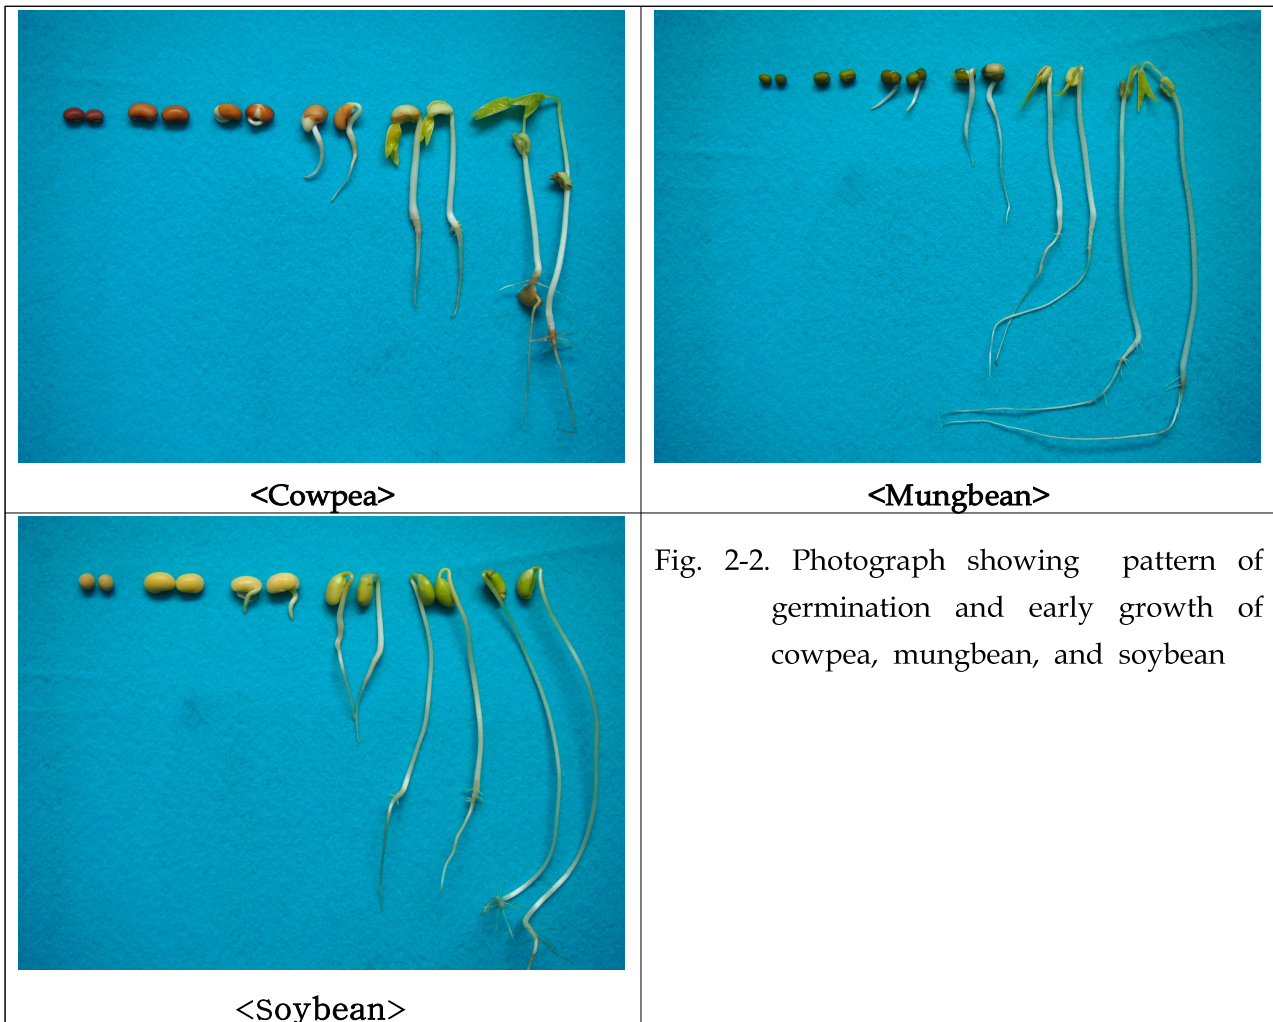 <Cowpea>
<Mungbean>
Fig. 2-2. Photograph showing pattern of
germination and early growth of
cowpea, mungbean, and soybean
<Soybean>